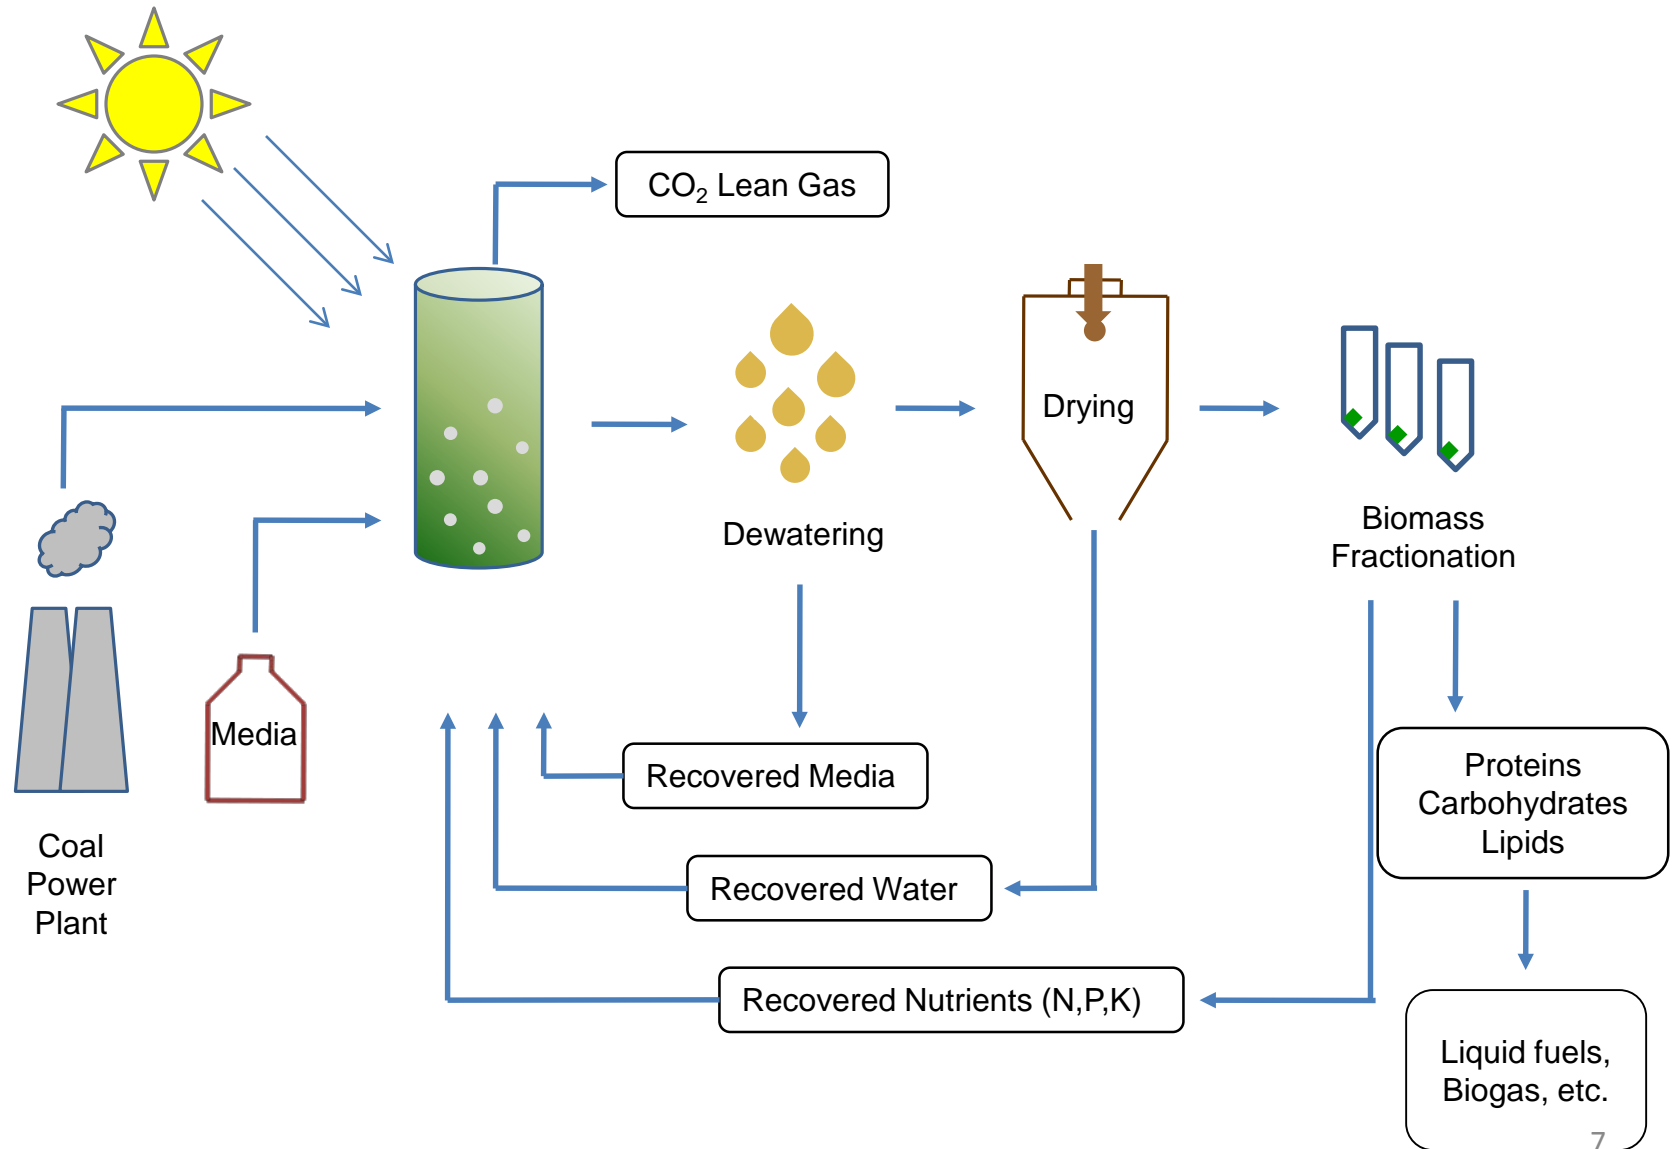 CO₂ Lean Gas
Drying
Dewatering
Biomass
Fractionation
Media
Recovered Media
Proteins
Carbohydrates
Lipids
Coal
Power
Plant
Recovered Water
Recovered Nutrients (N,P,K)
Liquid fuels,
Biogas, etc.
7